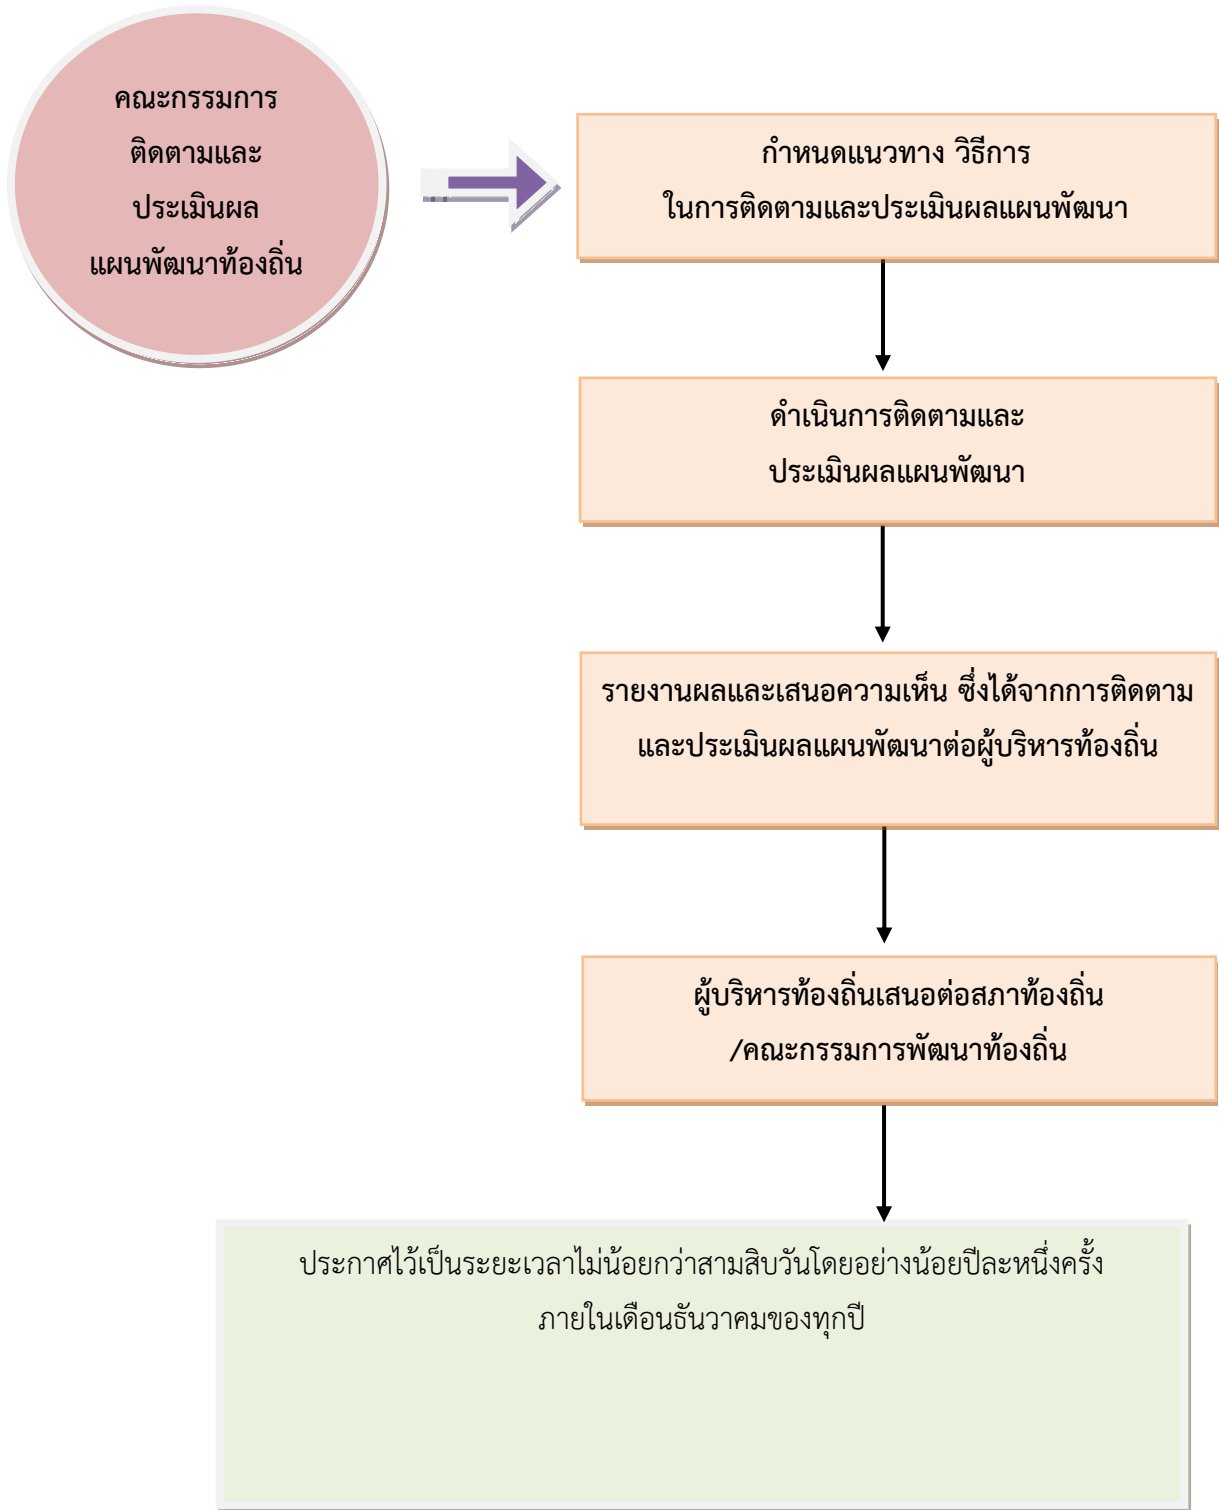 คณะกรรมการ
ติดตามและ
ประเมินผล
แผนพัฒนาท้องถิ่น
กำหนดแนวทาง วิธีการ
ในการติดตามและประเมินผลแผนพัฒนา
ดำเนินการติดตามและ
ประเมินผลแผนพัฒนา
รายงานผลและเสนอความเห็น ซึ่งได้จากการติดตาม
และประเมินผลแผนพัฒนาต่อผู้บริหารท้องถิ่น
ผู้บริหารท้องถิ่นเสนอต่อสภาท้องถิ่น
/คณะกรรมการพัฒนาท้องถิ่น
ประกาศไว้เป็นระยะเวลาไม่น้อยกว่าสามสิบวันโดยอย่างน้อยปีละหนึ่งครั้ง
ภายในเดือนธันวาคมของทุกปี